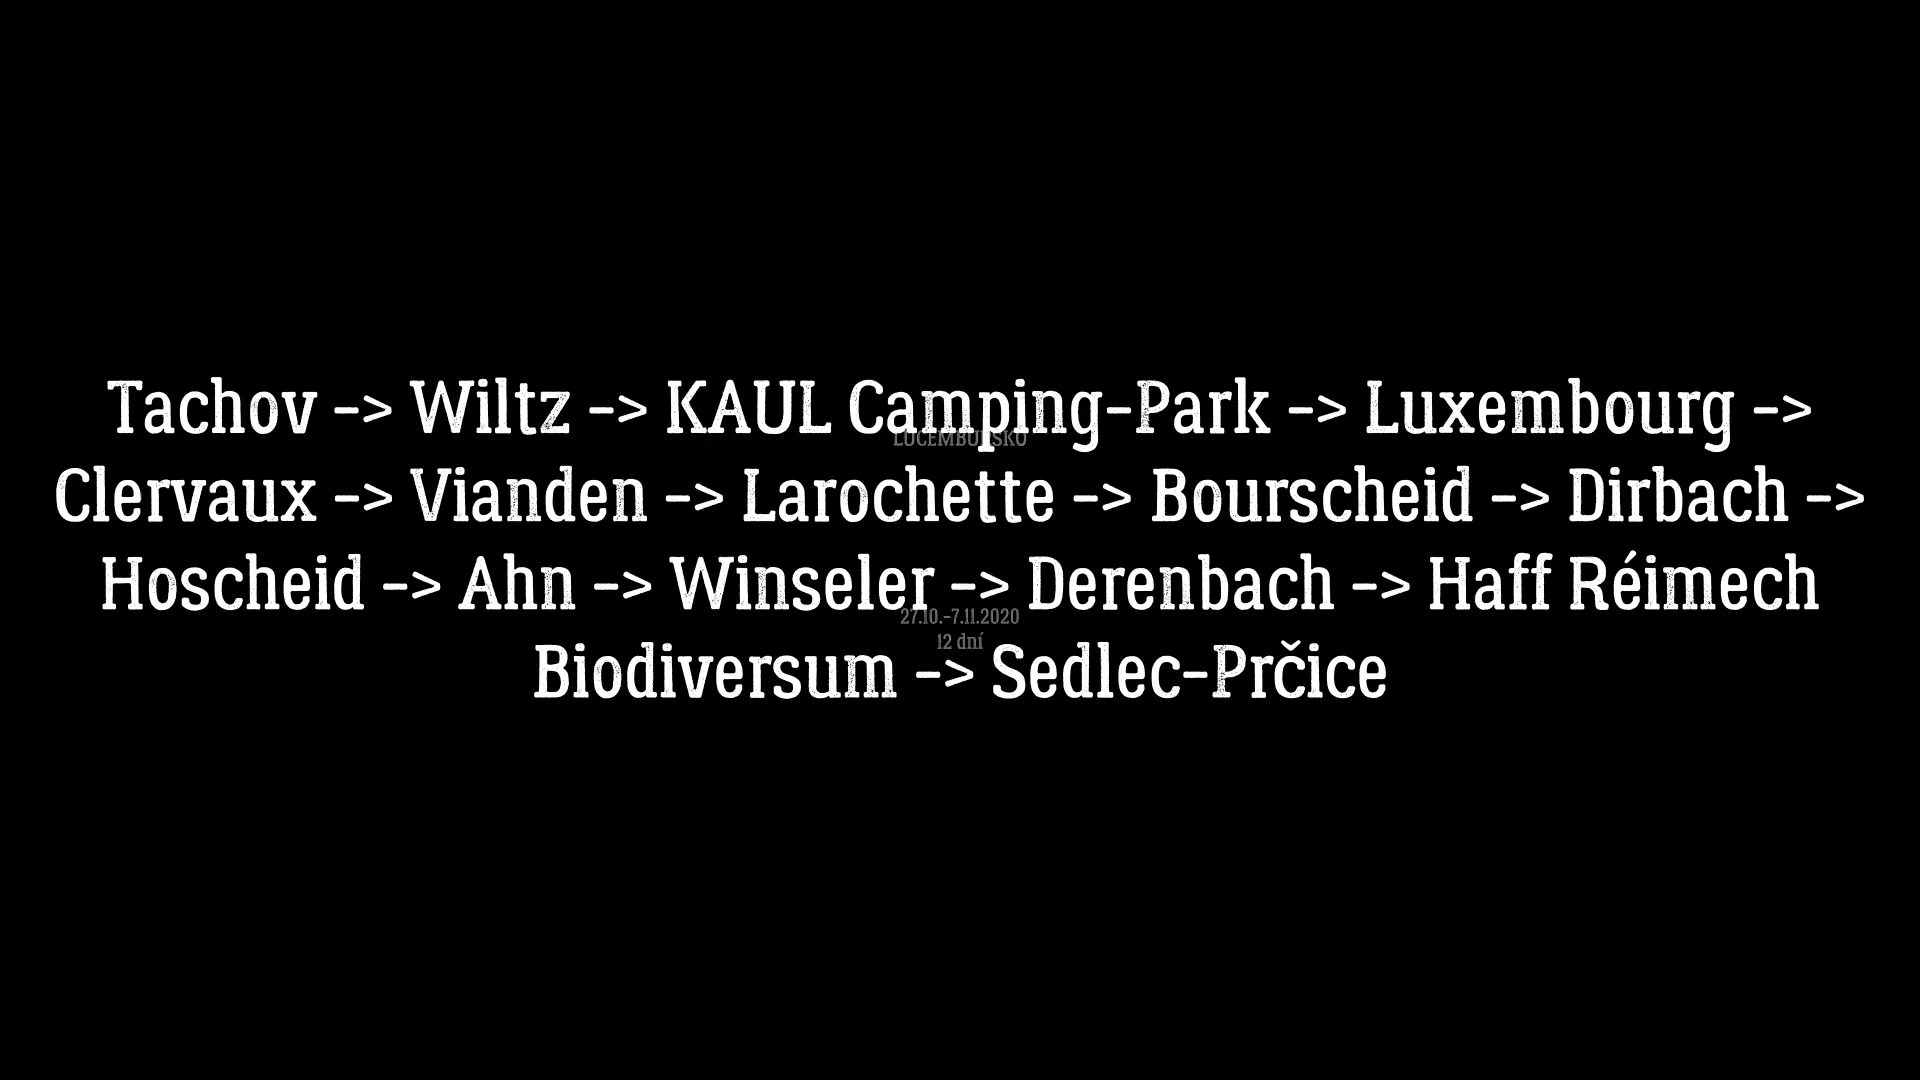 Tachov -> Wiltz -> KAUL Camping-Park -> Luxembourg ->
LUCEMBURSKO
Clervaux -> Vianden -> Larochette -> Bourscheid -> Dirbach ->
Hoscheid -> Ahn -> Winseler -> Derenbach -> Haff Réimech
27.10.-7.11.2020
12 dní
Biodiversum -> Sedlec-Prčice